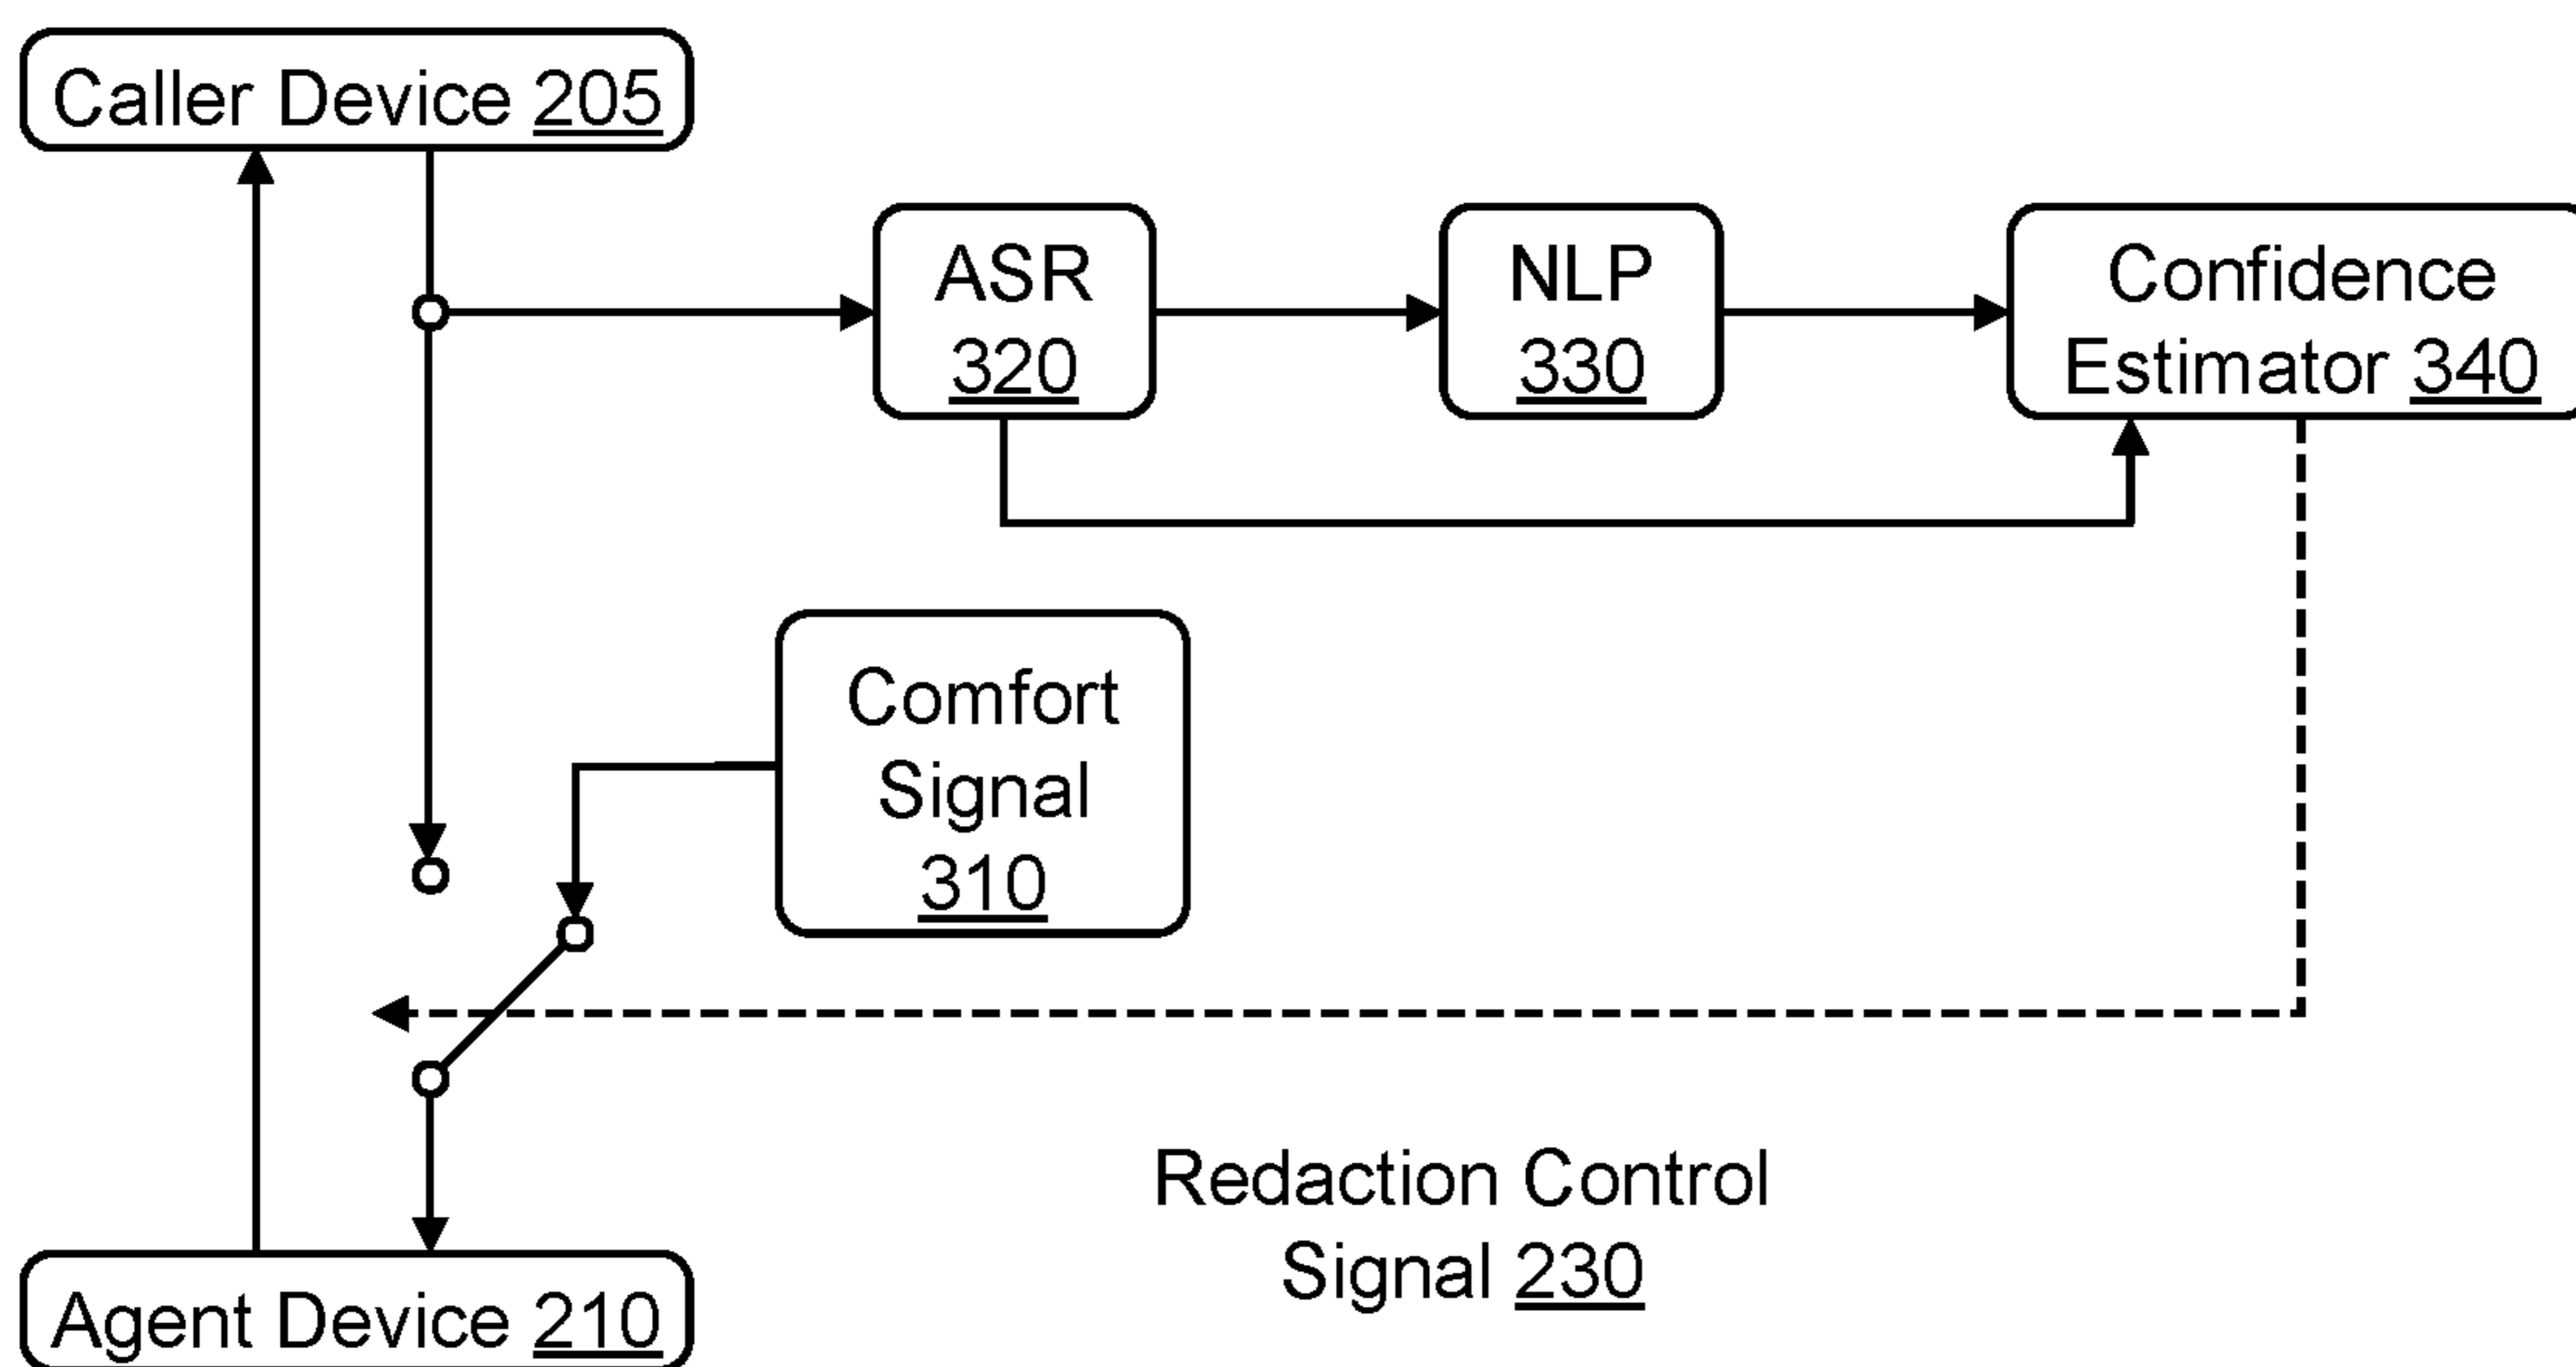 Caller Device 205
ASR
320
NLP
330
Confidence
Estimator 340
Comfort
Signal
310
Redaction Control
Signal 230
Agent Device 210